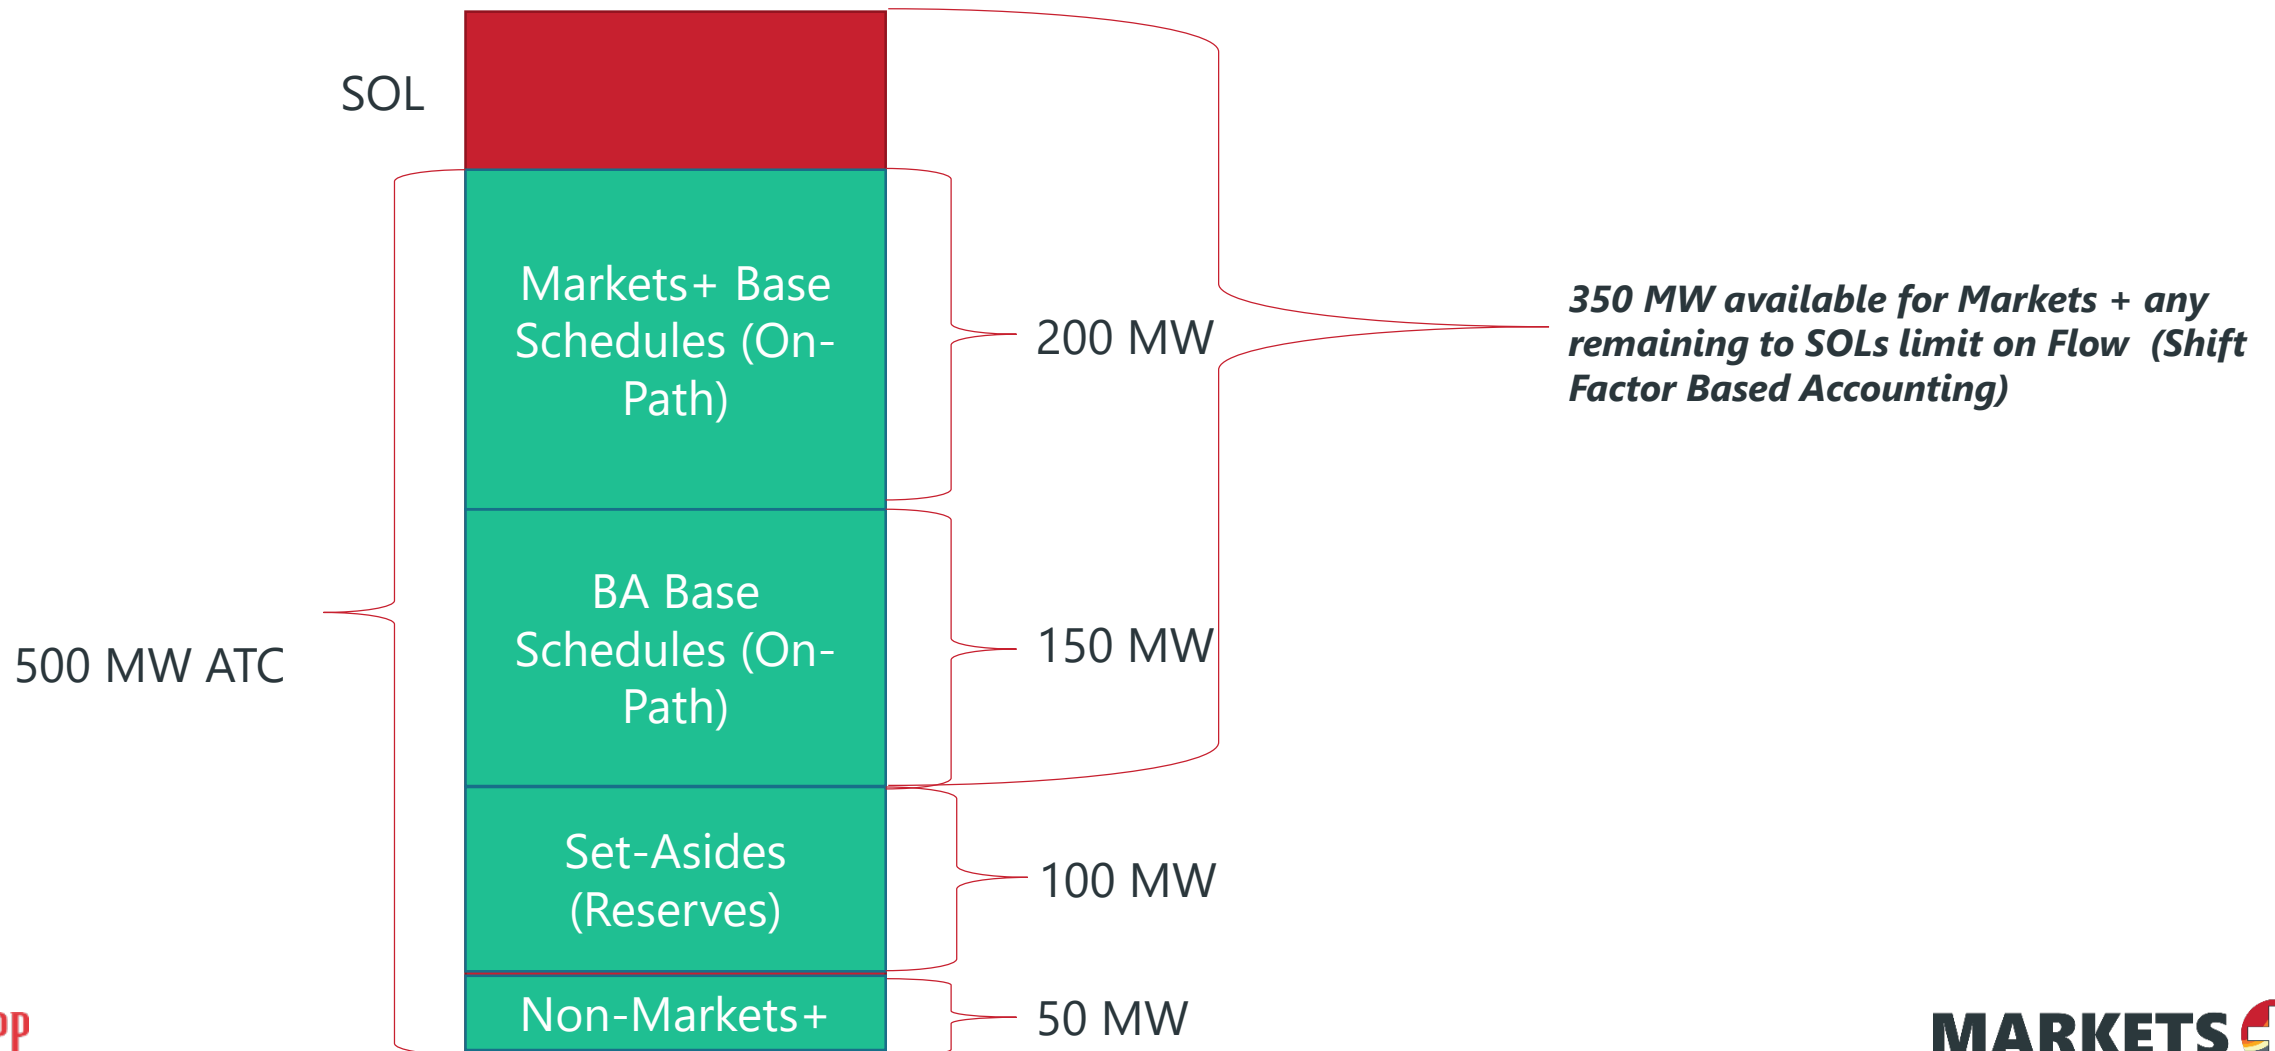 SOL
Markets+ Base
Schedules (On-
Path)
200 MW
350 MW available for Markets + any
remaining to SOLs limit on Flow (Shift
Factor Based Accounting)
BA Base
Schedules (On-
Path)
150 MW
500 MW ATC
Set-Asides
(Reserves)
100 MW
Non-Markets+
50 MW
pp
MARKETS